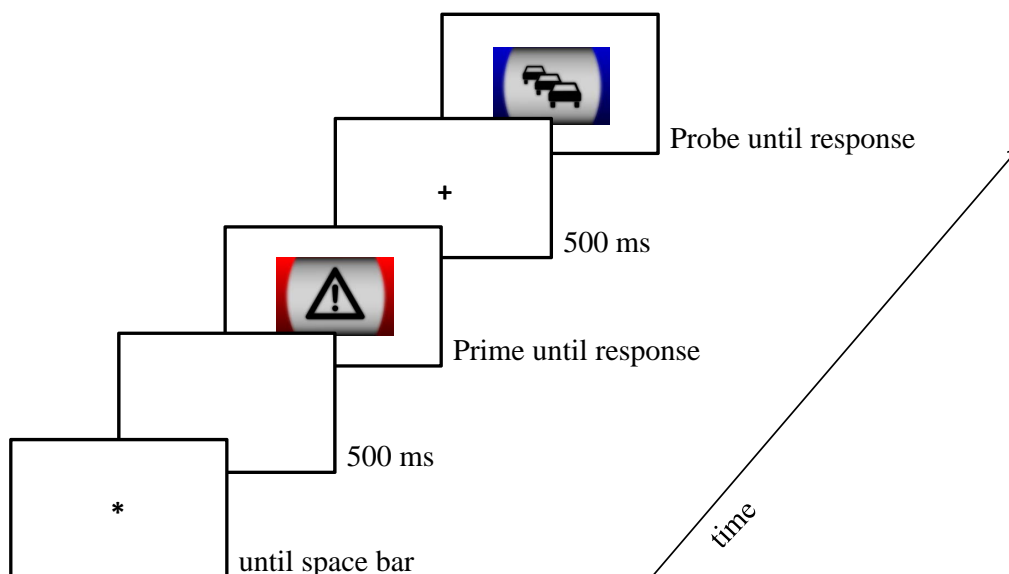 Probe until response
+
500 ms
!
Prime until response
500 ms
*
until space bar
time